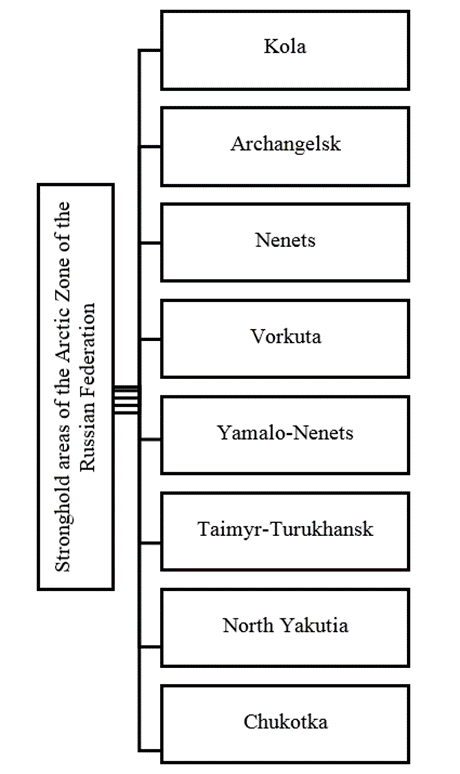 Stronghold areas of the Arctic Zone of the
Russian Federation
Kola
Archangelsk
Nenets
Vorkuta
Yamalo-Nenets
Taimyr-Turukhansk
North Yakutia
Chukotka